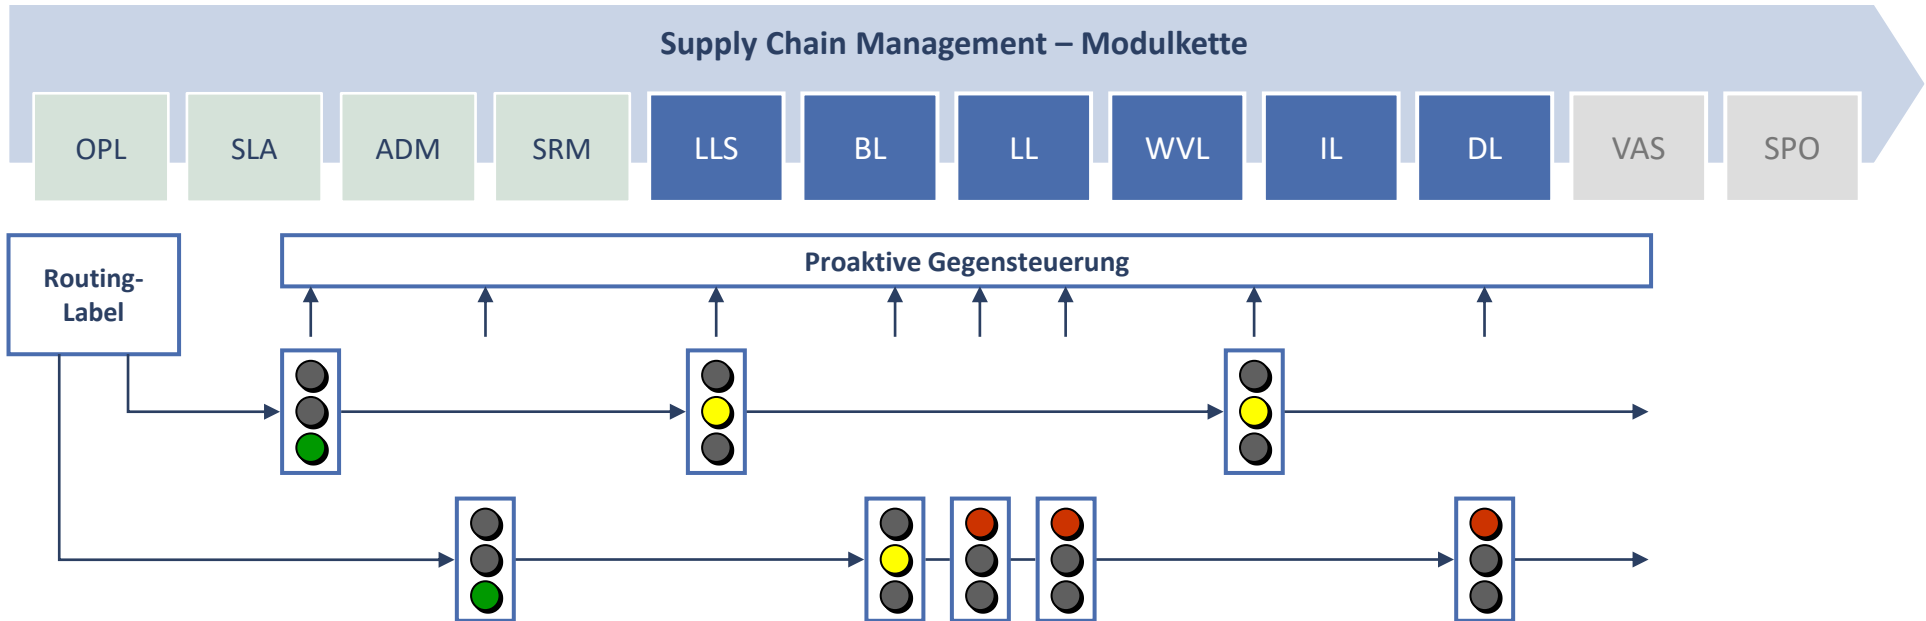 Supply Chain Management – Modulkette
OPL SLA ADM SRM LLS BL LL WVL IL DL VAS SPO
Routing-
Label
Proaktive Gegensteuerung